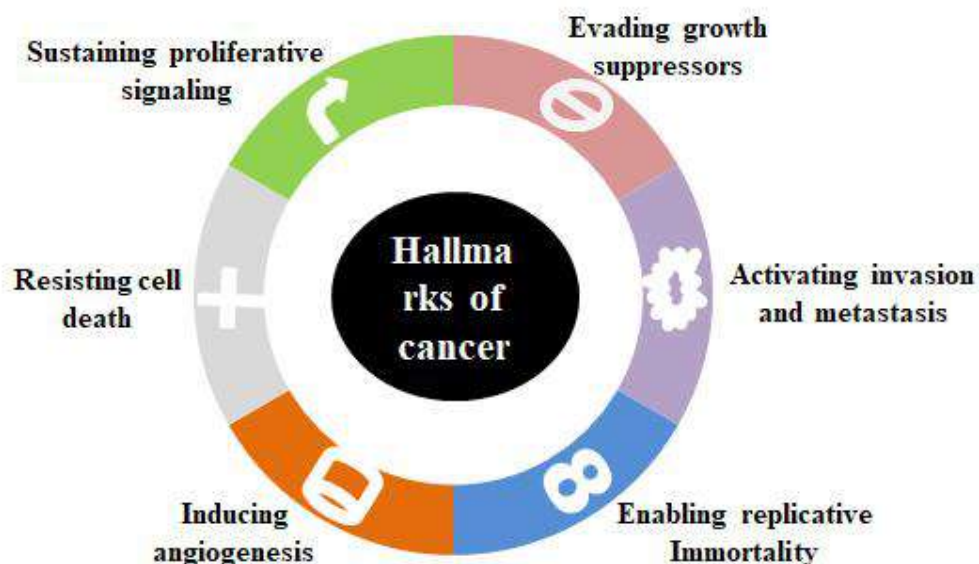 Sustaining proliferative
signaling
Evading growth
suppressors
Resisting cell
death
Hallma
rks of
cancer
Activating invasion
and metastasis
Inducing
angiogenesis
Enabling replicative
Immortality